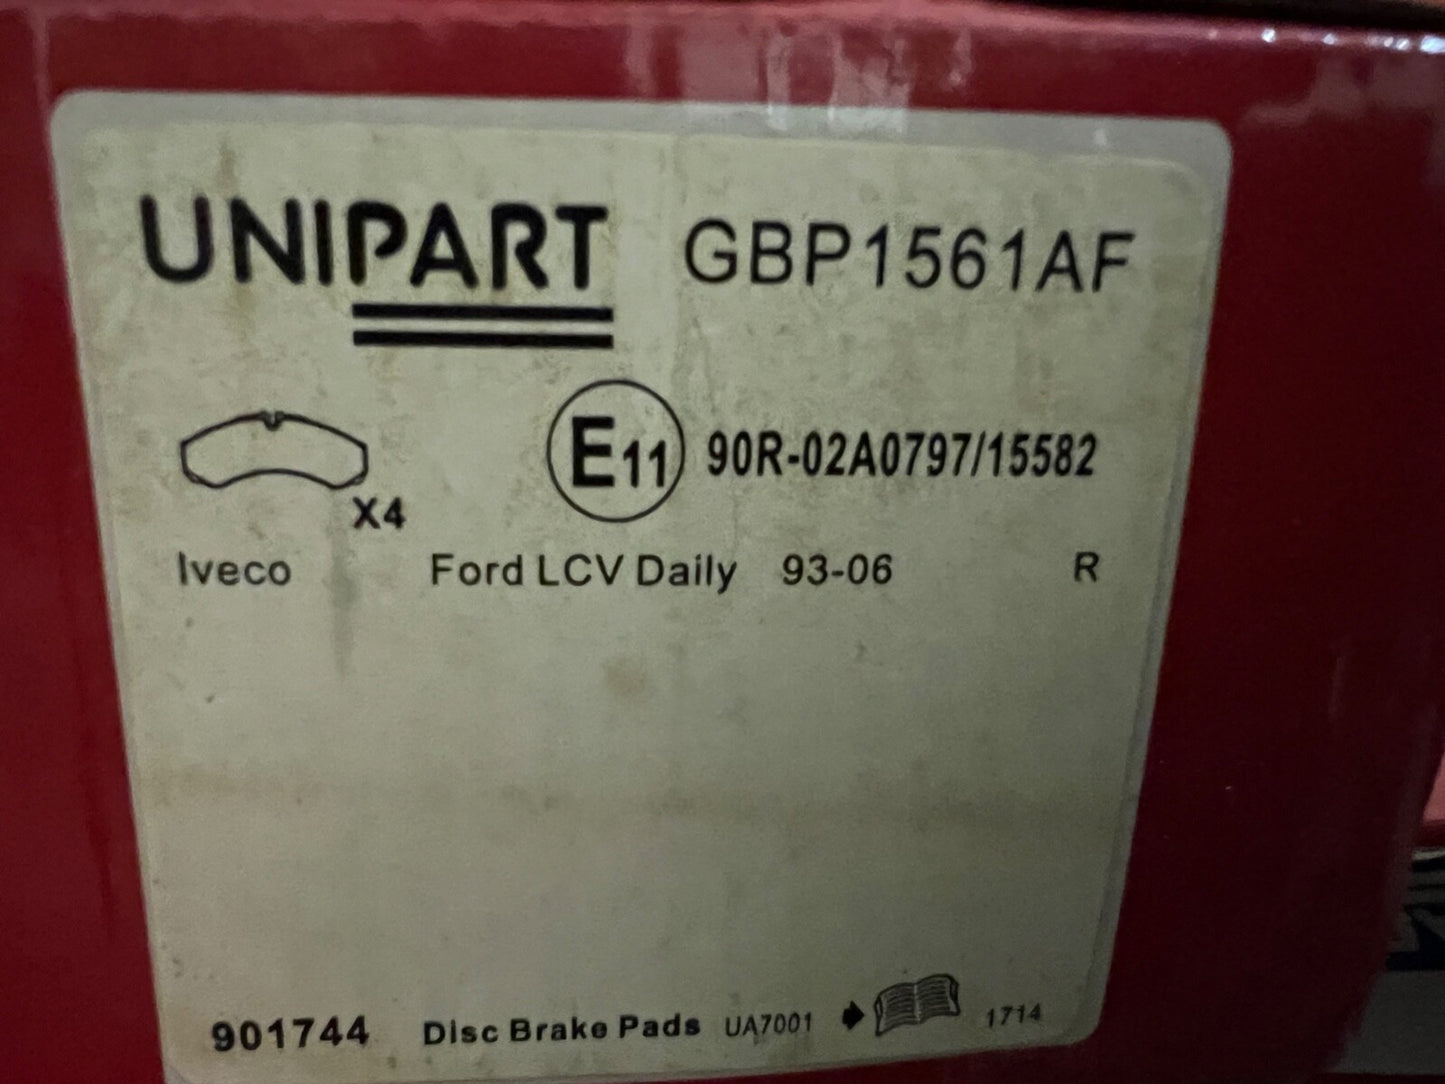 UNIPART GBP1561AF
E11 90R-02A0797/15582
X4
Iveco Ford LCV Daily 93-06 R
901744 Disc Brake Pads UA7001 1714